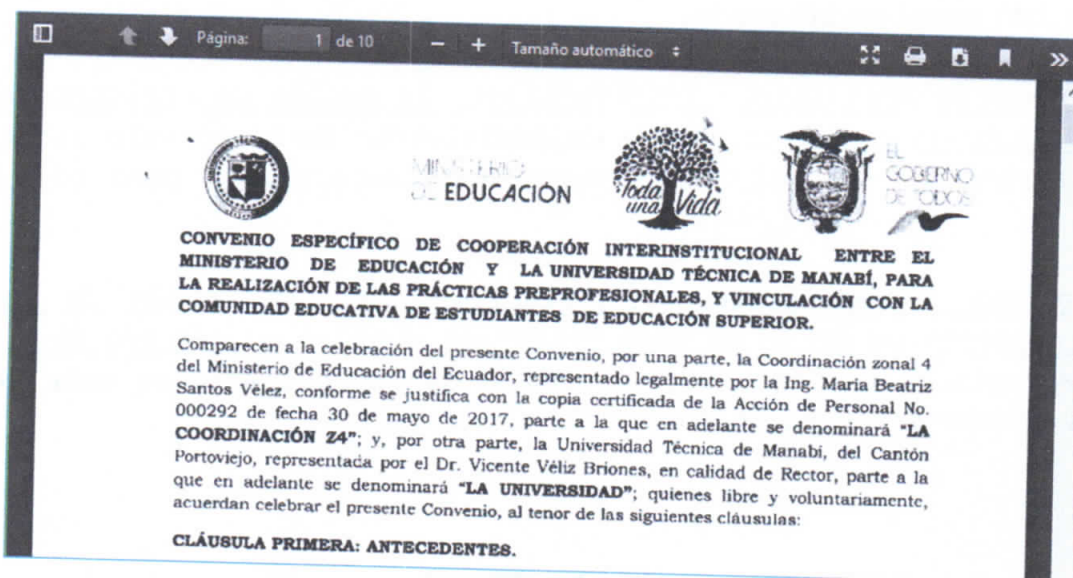 Página: 1 de 10 — + Tamaño automático
MINISTERIO
DE EDUCACIÓN
Toda
una Vida
EL
GOBIERNO
DE TODOS
CONVENIO ESPECÍFICO DE COOPERACIÓN INTERINSTITUCIONAL ENTRE EL
MINISTERIO DE EDUCACIÓN Y LA UNIVERSIDAD TÉCNICA DE MANABÍ, PARA
LA REALIZACIÓN DE LAS PRÁCTICAS PREPROFESIONALES, Y VINCULACIÓN CON LA
COMUNIDAD EDUCATIVA DE ESTUDIANTES DE EDUCACIÓN SUPERIOR.
Comparecen a la celebración del presente Convenio, por una parte, la Coordinación zonal 4
del Ministerio de Educación del Ecuador, representado legalmente por la Ing. María Beatriz
Santos Vélez, conforme se justifica con la copia certificada de la Acción de Personal No.
000292 de fecha 30 de mayo de 2017, parte a la que en adelante se denominará "LA
COORDINACIÓN Z4"; y, por otra parte, la Universidad Técnica de Manabí, del Cantón
Portoviejo, representada por el Dr. Vicente Véliz Briones, en calidad de Rector, parte a la
que en adelante se denominará "LA UNIVERSIDAD"; quienes libre y voluntariamente,
acuerdan celebrar el presente Convenio, al tenor de las siguientes cláusulas:
CLÁUSULA PRIMERA: ANTECEDENTES.